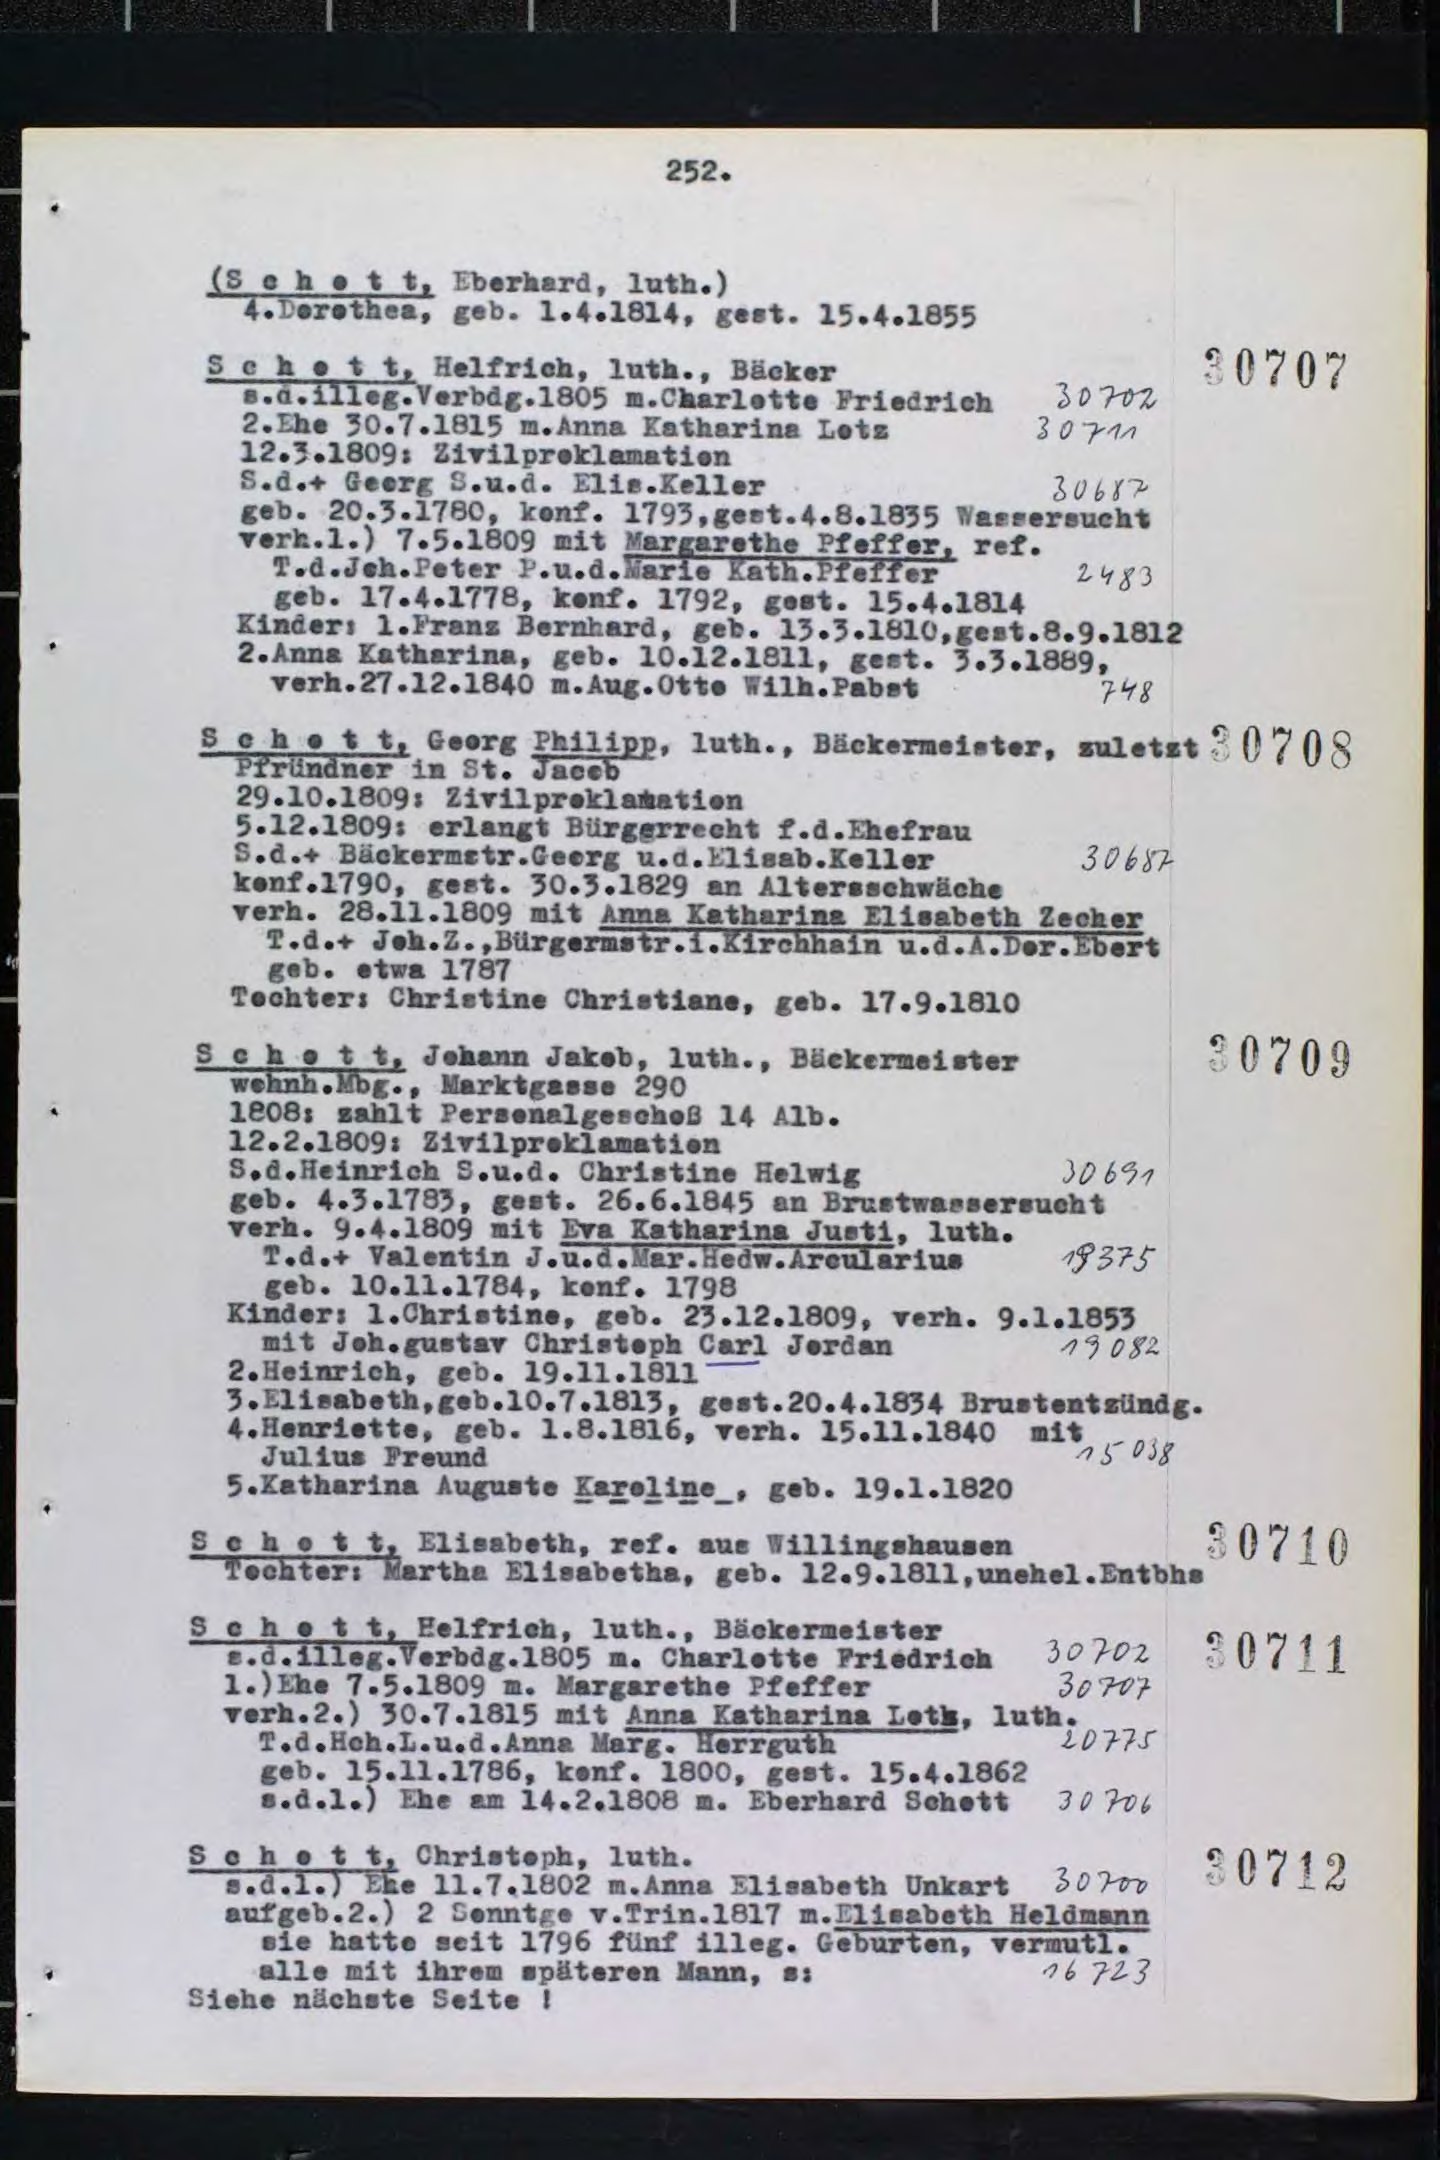 252.
(S c h o t t, Eberhard, luth.)
4.Dorothea, geb. 1.4.1814, gest. 15.4.1855
S c h o t t, Helfrich, luth., Bäcker 30707
s.d.illeg.Verbdg.1805 m.Charlotte Friedrich 30702
2.Ehe 30.7.1815 m.Anna Katharina Lotz 30711
12.3.1809: Zivilproklamation
S.d.+ Georg S.u.d. Elis.Keller 30687
geb. 20.3.1780, konf. 1793,gest.4.8.1835 Wassersucht
verh.1.) 7.5.1809 mit Margarethe Pfeffer, ref.
T.d.Joh.Peter P.u.d.Marie Kath.Pfeffer 2483
geb. 17.4.1778, konf. 1792, gest. 15.4.1814
Kinder: 1.Franz Bernhard, geb. 13.3.1810,gest.8.9.1812
2.Anna Katharina, geb. 10.12.1811, gest. 3.3.1889,
verh.27.12.1840 m.Aug.Otto Wilh.Pabst 748
S c h o t t, Georg Philipp, luth., Bäckermeister, zuletzt 30708
Pfründner in St. Jacob
29.10.1809: Zivilproklamation
5.12.1809: erlangt Bürgerrecht f.d.Ehefrau
S.d.+ Bäckermstr.Georg u.d.Elisab.Keller 30687
konf.1790, gest. 30.3.1829 an Altersschwäche
verh. 28.11.1809 mit Anna Katharina Elisabeth Zecher
T.d.+ Joh.Z.,Bürgermstr.i.Kirchhain u.d.A.Dor.Ebert
geb. etwa 1787
Tochter: Christine Christiane, geb. 17.9.1810
S c h o t t, Johann Jakob, luth., Bäckermeister 30709
wohnh.Mbg., Marktgasse 290
1808: zahlt Personalgeschoß 14 Alb.
12.2.1809: Zivilproklamation
S.d.Heinrich S.u.d. Christine Helwig 30691
geb. 4.3.1783, gest. 26.6.1845 an Brustwassersucht
verh. 9.4.1809 mit Eva Katharina Justi, luth.
T.d.+ Valentin J.u.d.Mar.Hedw.Arcularius 19375
geb. 10.11.1784, konf. 1798
Kinder: 1.Christine, geb. 23.12.1809, verh. 9.1.1853
mit Joh.gustav Christoph Carl Jordan 19082
2.Heinrich, geb. 19.11.1811
3.Elisabeth,geb.10.7.1813, gest.20.4.1834 Brustentzündg.
4.Henriette, geb. 1.8.1816, verh. 15.11.1840 mit
Julius Freund 15038
5.Katharina Auguste Karoline_, geb. 19.1.1820
S c h o t t, Elisabeth, ref. aus Willingshausen 30710
Tochter: Martha Elisabetha, geb. 12.9.1811,unehel.Entbhs
S c h o t t, Helfrich, luth., Bäckermeister 30711
s.d.illeg.Verbdg.1805 m. Charlotte Friedrich 30702
1.)Ehe 7.5.1809 m. Margarethe Pfeffer 30707
verh.2.) 30.7.1815 mit Anna Katharina Lotz, luth.
T.d.Hch.L.u.d.Anna Marg. Herrguth 20775
geb. 15.11.1786, konf. 1800, gest. 15.4.1862
s.d.1.) Ehe am 14.2.1808 m. Eberhard Schott 30706
S c h o t t, Christoph, luth. 30712
s.d.1.) Ehe 11.7.1802 m.Anna Elisabeth Unkart 30700
aufgeb.2.) 2 Sonntge v.Trin.1817 m.Elisabeth Heldmann
sie hatte seit 1796 fünf illeg. Geburten, vermutl.
alle mit ihrem späteren Mann, s: 16723
Siehe nächste Seite !